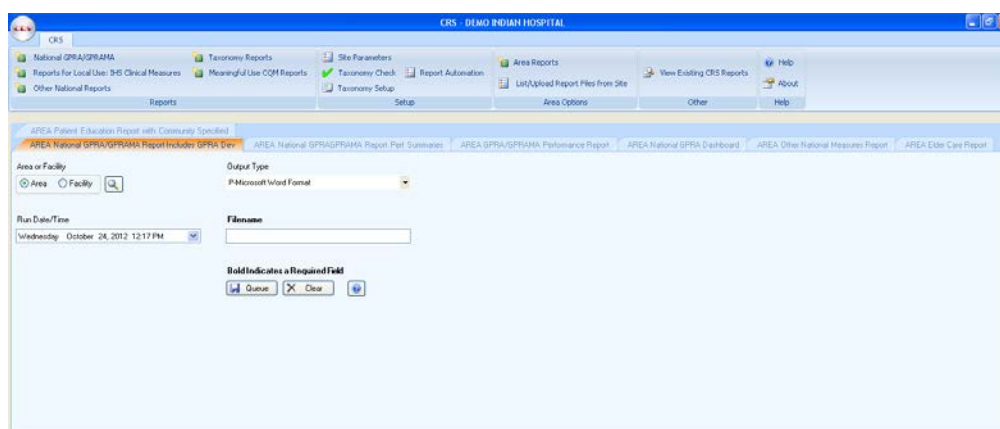 CRS - DEMO INDIAN HOSPITAL
CRS
CRS
National GPRA/GPRAMA
Reports for Local Use: IHS Clinical Measures
Other National Reports
Taxonomy Reports
Meaningful Use CQM Reports
Reports
Site Parameters
Taxonomy Check
Report Automation
Taxonomy Setup
Setup
Area Reports
List/Upload Report Files from Site
Area Options
View Existing CRS Reports
Other
Help
About
Help
AREA Patient Education Report with Community Specified
AREA National GPRA/GPRAMA Report Includes GPRA Dev
AREA National GPRAGPRAMA Report Perf Summaries
AREA GPRA/GPRAMA Performance Report
AREA National GPRA Dashboard
AREA Other National Measures Report
AREA Elder Care Report
Area or Facility
Area
Facility
Output Type
P-Microsoft Word Format
Run Date/Time
Wednesday October 24, 2012 12:17 PM
Filename
Bold Indicates a Required Field
Queue
Clear